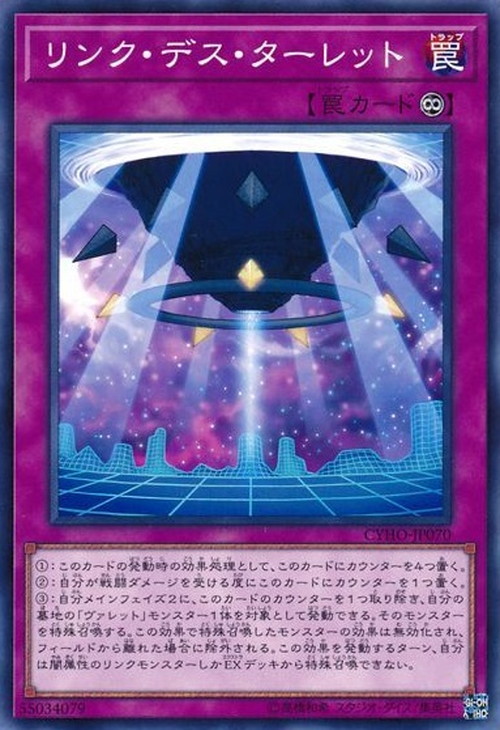 リンク・デス・ターレット
トラップ
罠
【罠カード】
CYHO-JP070
①:このカードの発動時の効果処理として、このカードにカウンターを4つ置く。
②:自分が戦闘ダメージを受ける度にこのカードにカウンターを1つ置く。
③:自分メインフェイズ2に、このカードのカウンターを1つ取り除き、自分の
墓地の「ヴァレット」モンスター1体を対象として発動できる。そのモンスター
を特殊召喚する。この効果で特殊召喚したモンスターの効果は無効化され、
フィールドから離れた場合に除外される。この効果を発動するターン、自分
は闇属性のリンクモンスターしかEXデッキから特殊召喚できない。
55034079
©高橋和希 スタジオ・ダイス/集英社